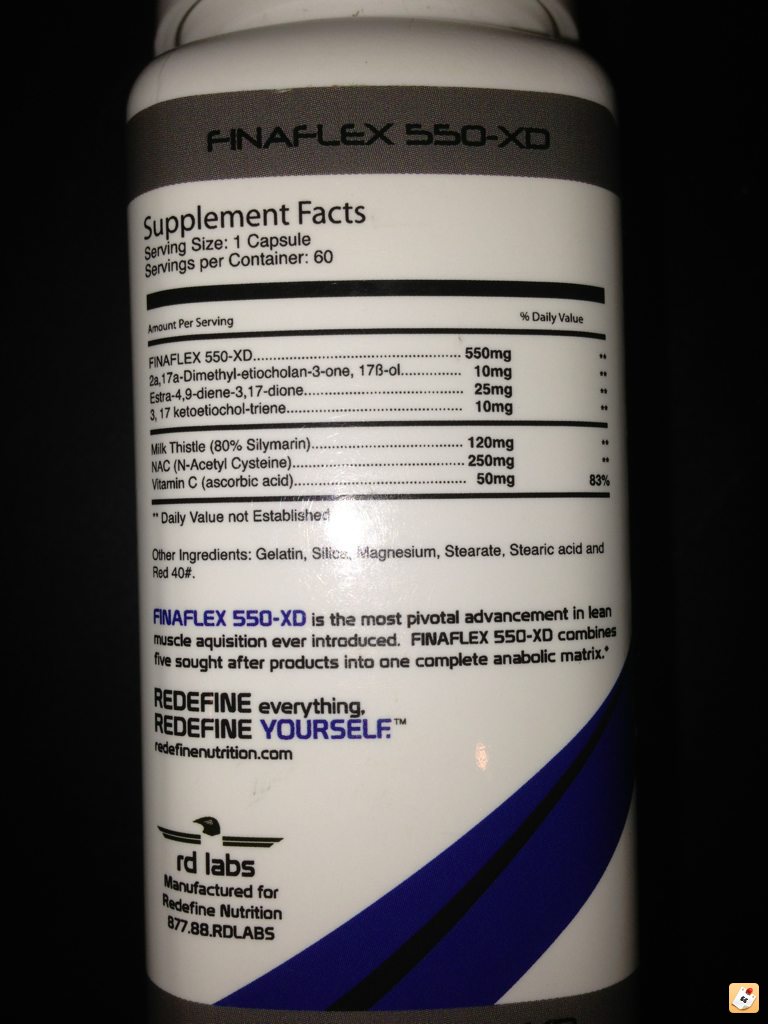 FINAFLEX 550-XD
Supplement Facts
Serving Size: 1 Capsule
Servings per Container: 60
Amount Per Serving % Daily Value
FINAFLEX 550-XD.......................................... 550mg **
2a,17a-Dimethyl-etiocholan-3-one, 17ß-ol............ 10mg **
Estra-4,9-diene-3,17-dione................................ 25mg **
3, 17 ketoetiochol-triene................................... 10mg **
Milk Thistle (80% Silymarin)............................... 120mg **
NAC (N-Acetyl Cysteine)................................... 250mg **
Vitamin C (ascorbic acid).................................. 50mg 83%
** Daily Value not Established
Other Ingredients: Gelatin, Silica, Magnesium, Stearate, Stearic acid and
Red 40#.
FINAFLEX 550-XD is the most pivotal advancement in lean
muscle aquisition ever introduced. FINAFLEX 550-XD combines
five sought after products into one complete anabolic matrix.*
REDEFINE everything.
REDEFINE YOURSELF.™
redefinenutrition.com
rd labs
Manufactured for
Redefine Nutrition
877.88.RDLABS